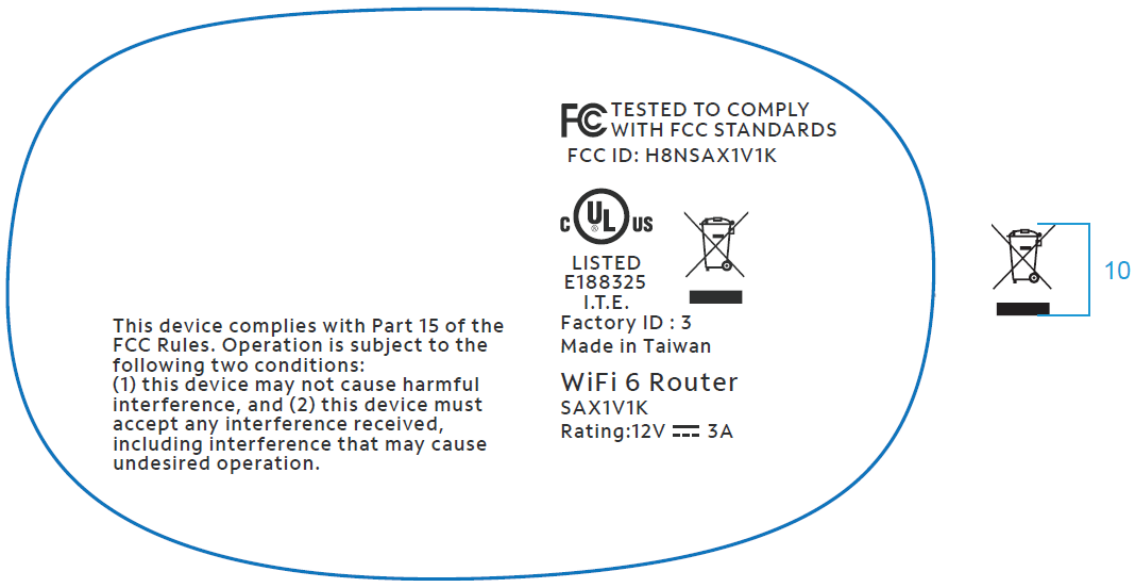 FC TESTED TO COMPLY
WITH FCC STANDARDS
FCC ID: H8NSAX1V1K
C UL ® US
LISTED
E188325
I.T.E.
Factory ID : 3
Made in Taiwan
WiFi 6 Router
SAX1V1K
Rating:12V ⎓ 3A
This device complies with Part 15 of the
FCC Rules. Operation is subject to the
following two conditions:
(1) this device may not cause harmful
interference, and (2) this device must
accept any interference received,
including interference that may cause
undesired operation.
10